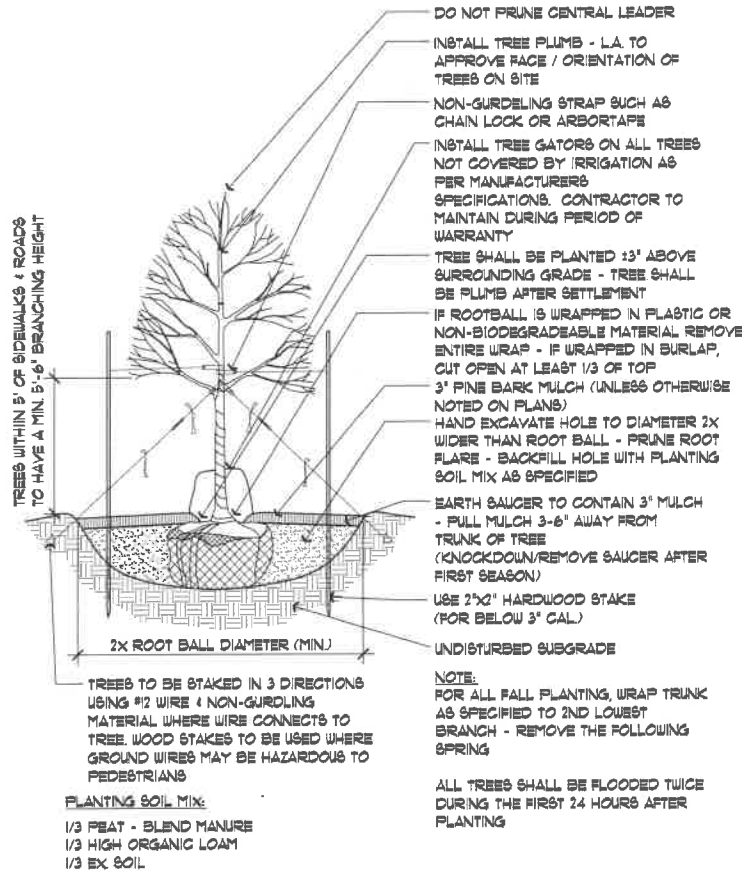 DO NOT PRUNE CENTRAL LEADER
INSTALL TREE PLUMB - L.A. TO
APPROVE FACE / ORIENTATION OF
TREES ON SITE
NON-GURDELING STRAP SUCH AS
CHAIN LOCK OR ARBORTAPE
INSTALL TREE GATORS ON ALL TREES
NOT COVERED BY IRRIGATION AS
PER MANUFACTURERS
SPECIFICATIONS. CONTRACTOR TO
MAINTAIN DURING PERIOD OF
WARRANTY
TREE SHALL BE PLANTED ±3" ABOVE
SURROUNDING GRADE - TREE SHALL
BE PLUMB AFTER SETTLEMENT
IF ROOTBALL IS WRAPPED IN PLASTIC OR
NON-BIODEGRADEABLE MATERIAL REMOVE
ENTIRE WRAP - IF WRAPPED IN BURLAP,
CUT OPEN AT LEAST 1/3 OF TOP
3" PINE BARK MULCH (UNLESS OTHERWISE
NOTED ON PLANS)
HAND EXCAVATE HOLE TO DIAMETER 2X
WIDER THAN ROOT BALL - PRUNE ROOT
FLARE - BACKFILL HOLE WITH PLANTING
SOIL MIX AS SPECIFIED
EARTH SAUCER TO CONTAIN 3" MULCH
- PULL MULCH 3-6" AWAY FROM
TRUNK OF TREE
(KNOCKDOWN/REMOVE SAUCER AFTER
FIRST SEASON)
USE 2"X2" HARDWOOD STAKE
(FOR BELOW 3" CAL.)
UNDISTURBED SUBGRADE
NOTE:
FOR ALL FALL PLANTING, WRAP TRUNK
AS SPECIFIED TO 2ND LOWEST
BRANCH - REMOVE THE FOLLOWING
SPRING
ALL TREES SHALL BE FLOODED TWICE
DURING THE FIRST 24 HOURS AFTER
PLANTING
TREES WITHIN 5' OF SIDEWALKS & ROADS
TO HAVE A MIN. 5'-6" BRANCHING HEIGHT
2X ROOT BALL DIAMETER (MIN.)
TREES TO BE STAKED IN 3 DIRECTIONS
USING #12 WIRE & NON-GURDLING
MATERIAL WHERE WIRE CONNECTS TO
TREE. WOOD STAKES TO BE USED WHERE
GROUND WIRES MAY BE HAZARDOUS TO
PEDESTRIANS
PLANTING SOIL MIX:
1/3 PEAT - BLEND MANURE
1/3 HIGH ORGANIC LOAM
1/3 EX. SOIL